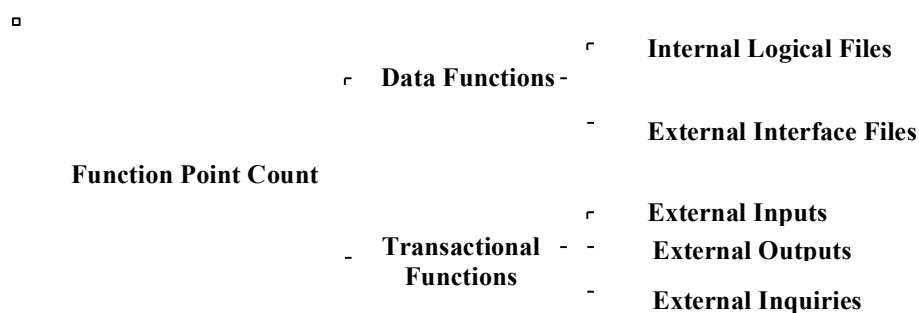 Internal Logical Files
Data Functions
External Interface Files
Function Point Count
External Inputs
Transactional
Functions
External Outputs
External Inquiries